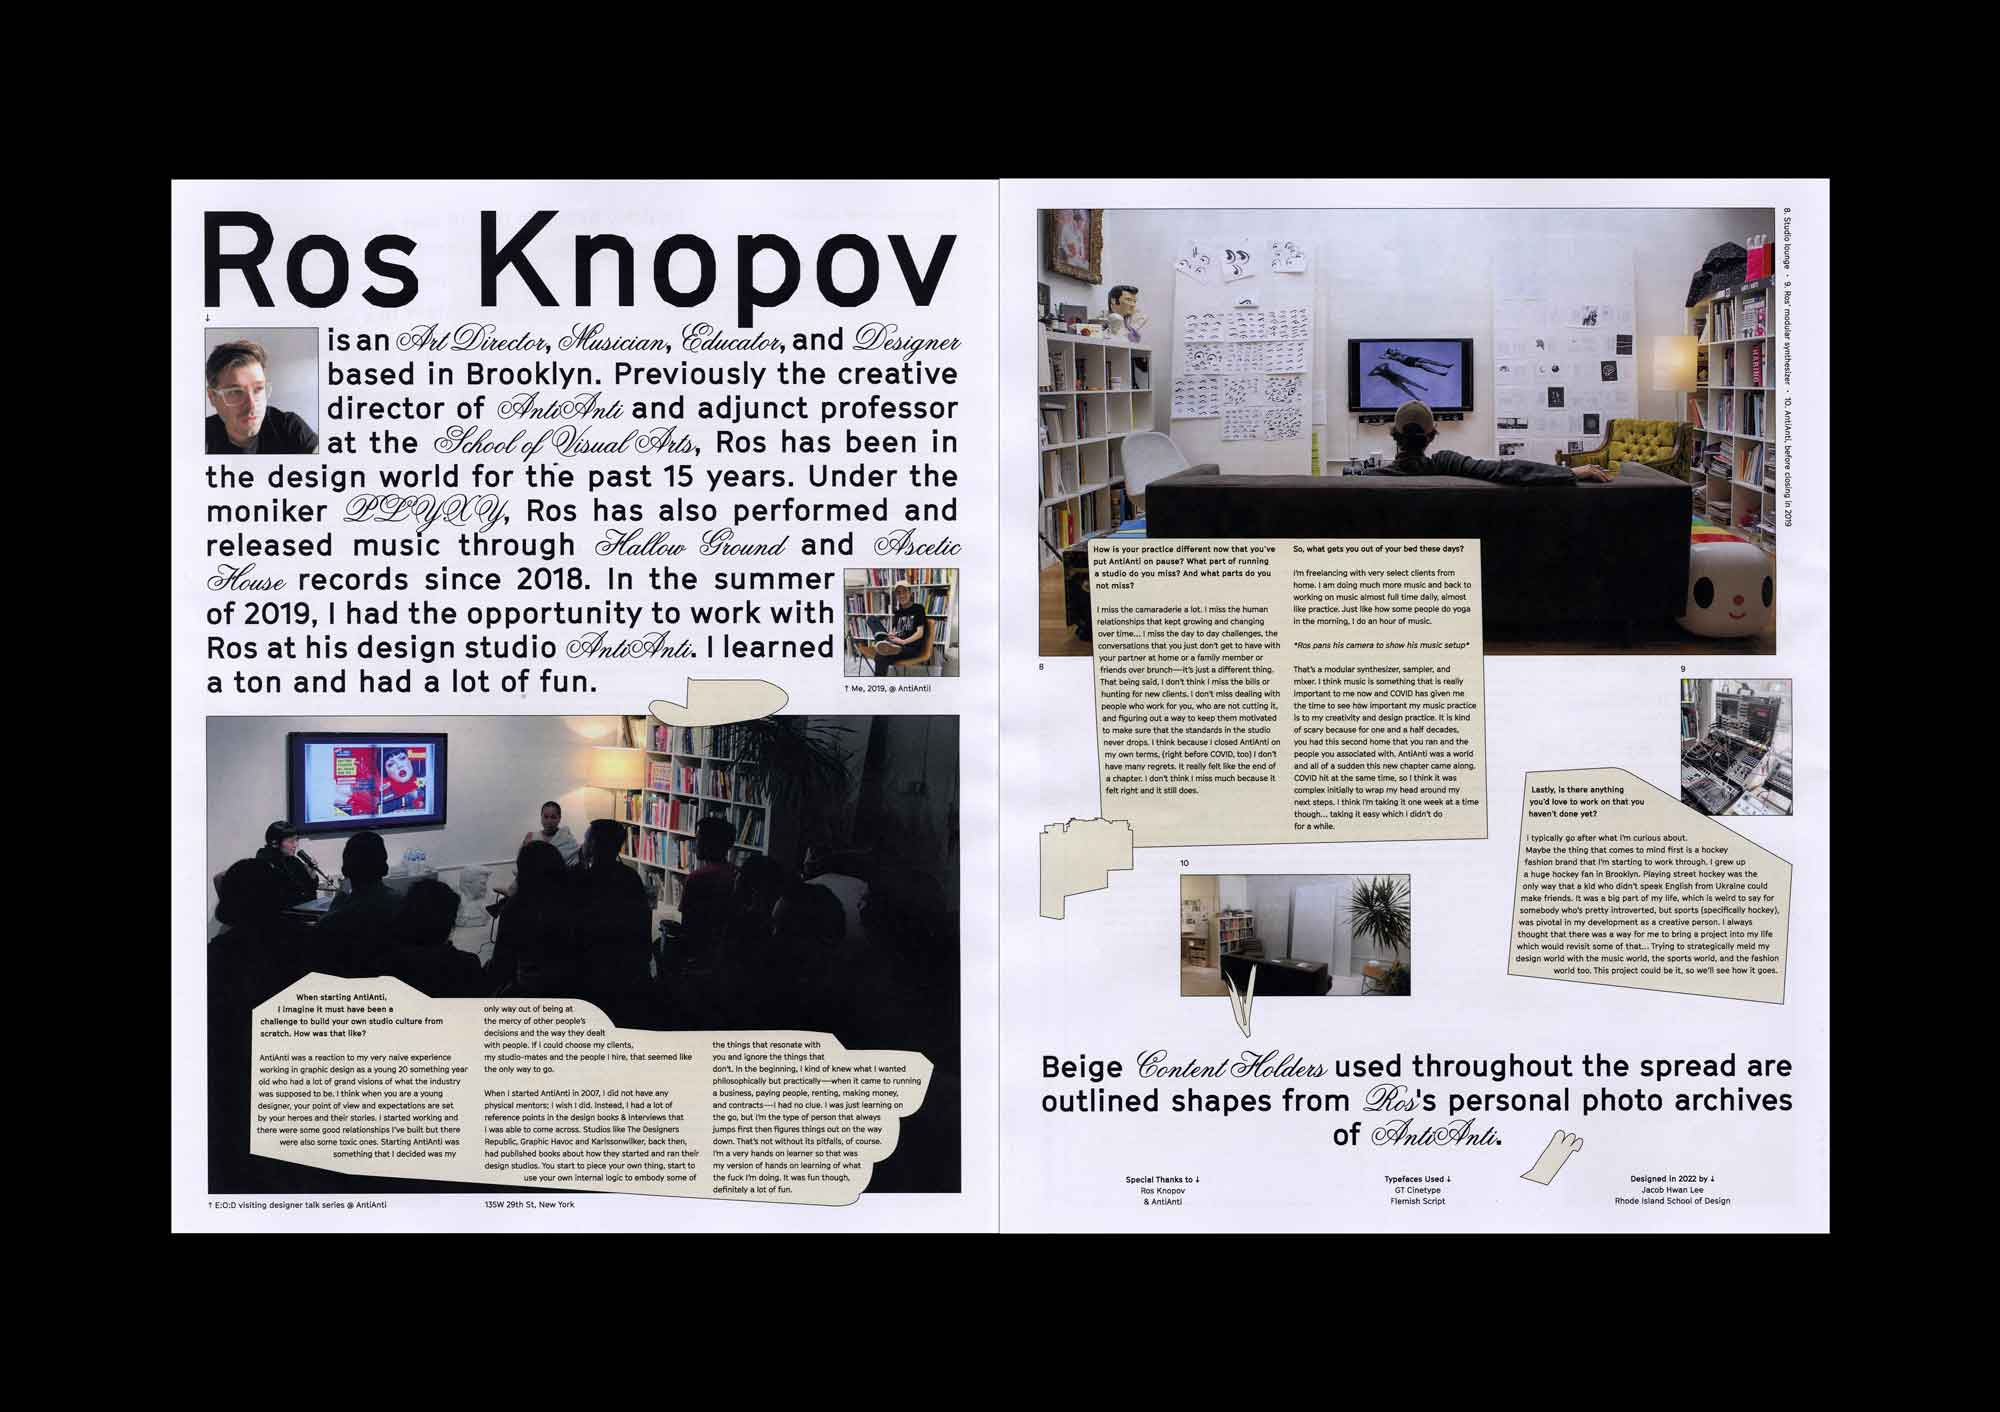 Ros Knopov
↓
is an Art Director, Musician, Educator, and Designer
based in Brooklyn. Previously the creative
director of AntiAnti and adjunct professor
at the School of Visual Arts, Ros has been in
the design world for the past 15 years. Under the
moniker PLYXY, Ros has also performed and
released music through Hallow Ground and Ascetic
House records since 2018. In the summer
of 2019, I had the opportunity to work with
Ros at his design studio AntiAnti. I learned
a ton and had a lot of fun.
↑ Me, 2019, @ AntiAnti!
When starting AntiAnti,
I imagine it must have been a
challenge to build your own studio culture from
scratch. How was that like?
AntiAnti was a reaction to my very naive experience
working in graphic design as a young 20 something year
old who had a lot of grand visions of what the industry
was supposed to be. I think when you are a young
designer, your point of view and expectations are set
by your heroes and their stories. I started working and
there were some good relationships I've built but there
were also some toxic ones. Starting AntiAnti was
something that I decided was my
only way out of being at
the mercy of other people's
decisions and the way they dealt
with people. If I could choose my clients,
my studio-mates and the people I hire, that seemed like
the only way to go.
When I started AntiAnti in 2007, I did not have any
physical mentors; I wish I did. Instead, I had a lot of
reference points in the design books & interviews that
I was able to come across. Studios like The Designers
Republic, Graphic Havoc and Karlssonwilker, back then,
had published books about how they started and ran their
design studios. You start to piece your own thing, start to
use your own internal logic to embody some of
the things that resonate with
you and ignore the things that
don't. In the beginning, I kind of knew what I wanted
philosophically but practically—when it came to running
a business, paying people, renting, making money,
and contracts—I had no clue. I was just learning on
the go, but I'm the type of person that always
jumps first then figures things out on the way
down. That's not without its pitfalls, of course.
I'm a very hands on learner so that was
my version of hands on learning of what
the fuck I'm doing. It was fun though,
definitely a lot of fun.
↑ E:O:D visiting designer talk series @ AntiAnti
135W 29th St, New York
8. Studio lounge • 9. Ros' modular synthesizer • 10. AntiAnti, before closing in 2019
8
How is your practice different now that you've
put AntiAnti on pause? What part of running
a studio do you miss? And what parts do you
not miss?
I miss the camaraderie a lot. I miss the human
relationships that kept growing and changing
over time... I miss the day to day challenges, the
conversations that you just don't get to have with
your partner at home or a family member or
friends over brunch—it's just a different thing.
That being said, I don't think I miss the bills or
hunting for new clients. I don't miss dealing with
people who work for you, who are not cutting it,
and figuring out a way to keep them motivated
to make sure that the standards in the studio
never drops. I think because I closed AntiAnti on
my own terms, (right before COVID, too) I don't
have many regrets. It really felt like the end of
a chapter. I don't think I miss much because it
felt right and it still does.
So, what gets you out of your bed these days?
I'm freelancing with very select clients from
home. I am doing much more music and back to
working on music almost full time daily, almost
like practice. Just like how some people do yoga
in the morning, I do an hour of music.
*Ros pans his camera to show his music setup*
That's a modular synthesizer, sampler, and
mixer. I think music is something that is really
important to me now and COVID has given me
the time to see how important my music practice
is to my creativity and design practice. It is kind
of scary because for one and a half decades,
you had this second home that you ran and the
people you associated with. AntiAnti was a world
and all of a sudden this new chapter came along.
COVID hit at the same time, so I think it was
complex initially to wrap my head around my
next steps. I think I'm taking it one week at a time
though... taking it easy which I didn't do
for a while.
9
Lastly, is there anything
you'd love to work on that you
haven't done yet?
I typically go after what I'm curious about.
Maybe the thing that comes to mind first is a hockey
fashion brand that I'm starting to work through. I grew up
a huge hockey fan in Brooklyn. Playing street hockey was the
only way that a kid who didn't speak English from Ukraine could
make friends. It was a big part of my life, which is weird to say for
somebody who's pretty introverted, but sports (specifically hockey),
was pivotal in my development as a creative person. I always
thought that there was a way for me to bring a project into my life
which would revisit some of that... Trying to strategically meld my
design world with the music world, the sports world, and the fashion
world too. This project could be it, so we'll see how it goes.
10
Beige Content Holders used throughout the spread are
outlined shapes from Ros's personal photo archives
of AntiAnti.
Special Thanks to ↓
Ros Knopov
& AntiAnti
Typefaces Used ↓
GT Cinetype
Flemish Script
Designed in 2022 by ↓
Jacob Hwan Lee
Rhode Island School of Design